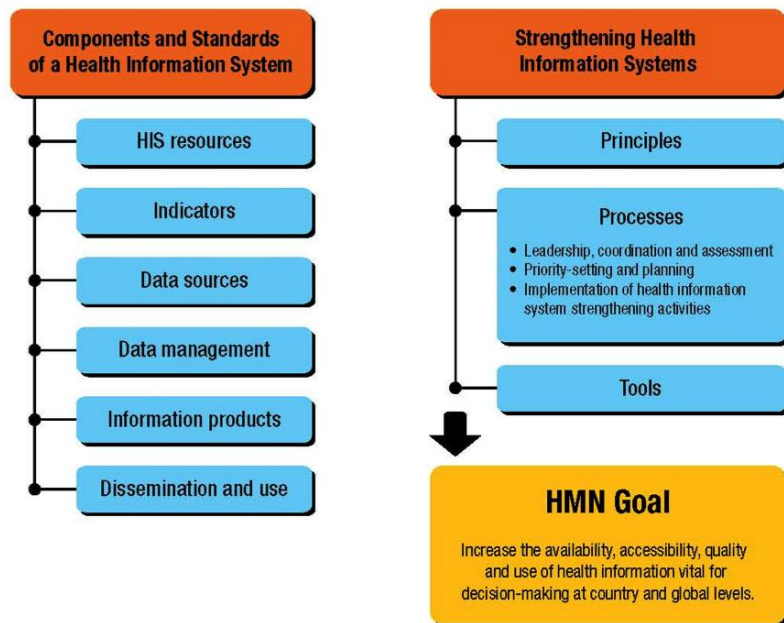 Components and Standards
of a Health Information System
HIS resources
Indicators
Data sources
Data management
Information products
Dissemination and use
Strengthening Health
Information Systems
Principles
Processes
• Leadership, coordination and assessment
• Priority-setting and planning
• Implementation of health information
system strengthening activities
Tools
HMN Goal
Increase the availability, accessibility, quality
and use of health information vital for
decision-making at country and global levels.